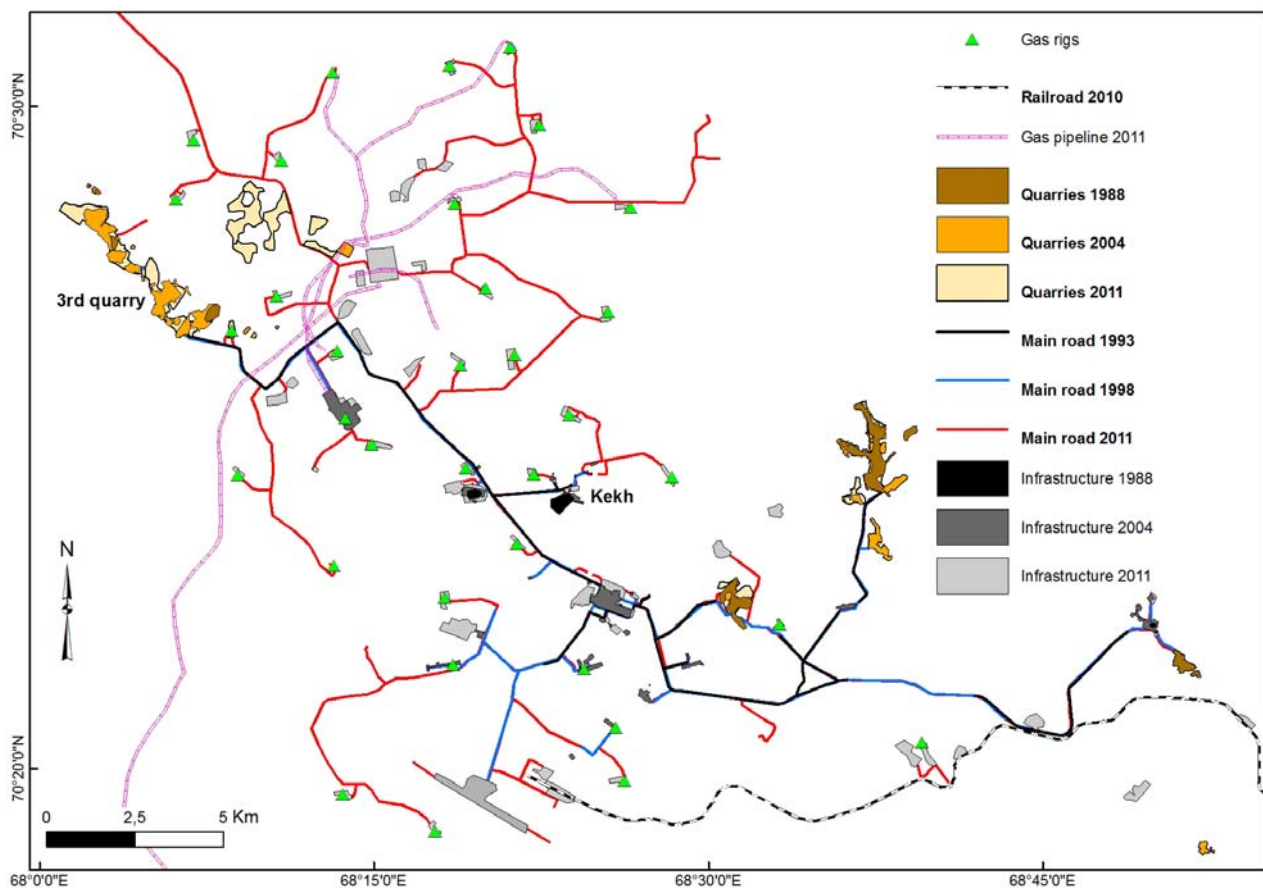 Gas rigs
Railroad 2010
Gas pipeline 2011
Quarries 1988
Quarries 2004
Quarries 2011
Main road 1993
Main road 1998
Main road 2011
Infrastructure 1988
Infrastructure 2004
Infrastructure 2011
70°30'0"N
3rd quarry
Kekh
N
70°20'0"N
0 2,5 5 Km
68°0'0"E 68°15'0"E 68°30'0"E 68°45'0"E